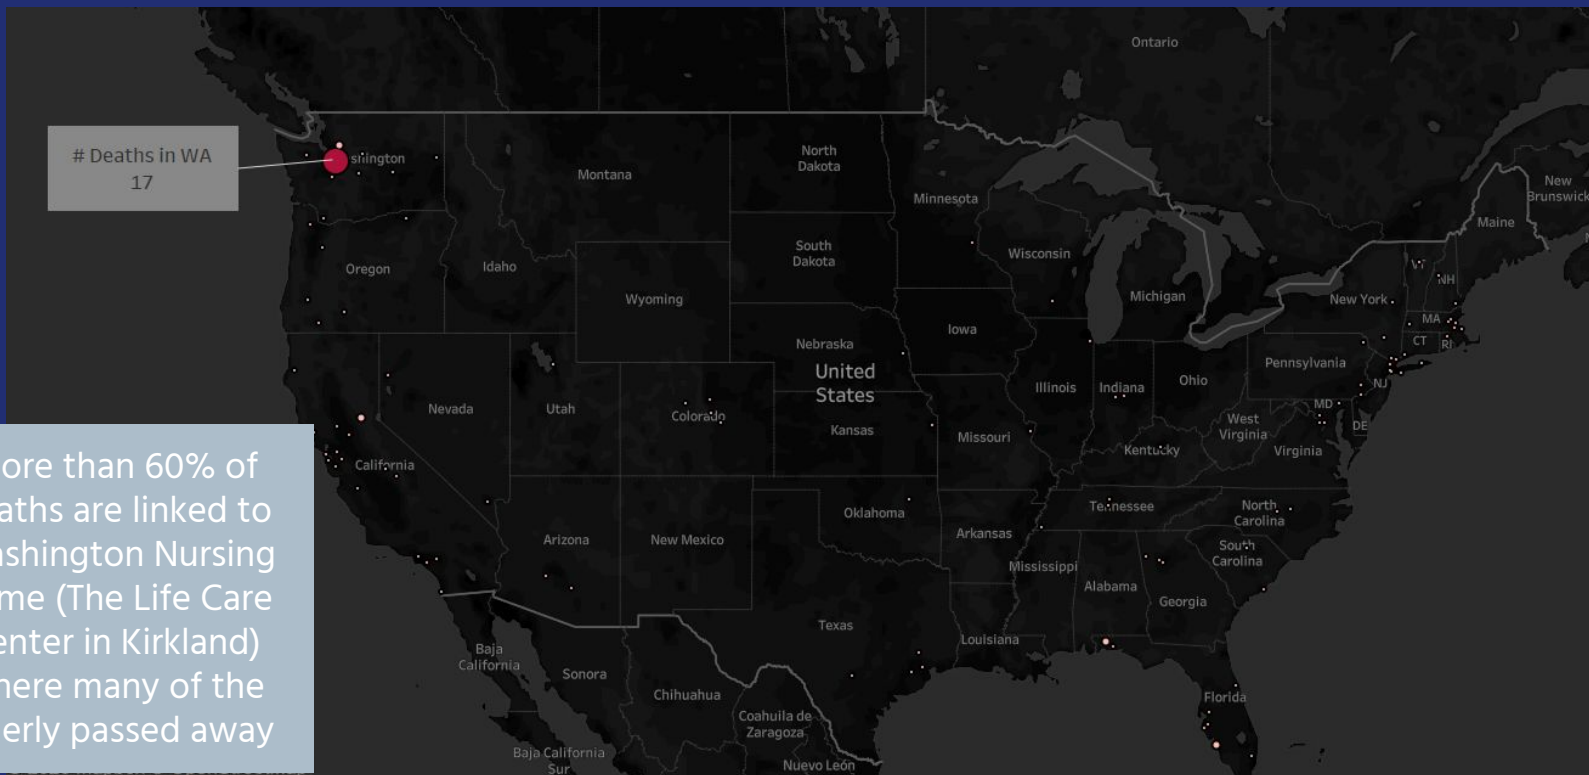 Ontario
# Deaths in WA
17
shington
Montana
North
Dakota
Minnesota
New
Brunswick
Maine
South
Dakota
Wisconsin
Oregon
Idaho
VT
NH
Wyoming
Michigan
New York
MA
Iowa
Nebraska
CT
RI
United
States
Pennsylvania
Nevada
Utah
Colorado
Illinois
Indiana
Ohio
NJ
MD
DE
Kansas
Missouri
West
Virginia
Kentucky
Virginia
California
ore than 60% of
aths are linked to
ashington Nursing
me (The Life Care
enter in Kirkland)
here many of the
erly passed away
Oklahoma
Tennessee
North
Carolina
Arizona
New Mexico
Arkansas
South
Carolina
Mississippi
Alabama
Georgia
Texas
Louisiana
Baja
California
Sonora
Chihuahua
Florida
Coahuila de
Zaragoza
Baja California
Sur
Nuevo León